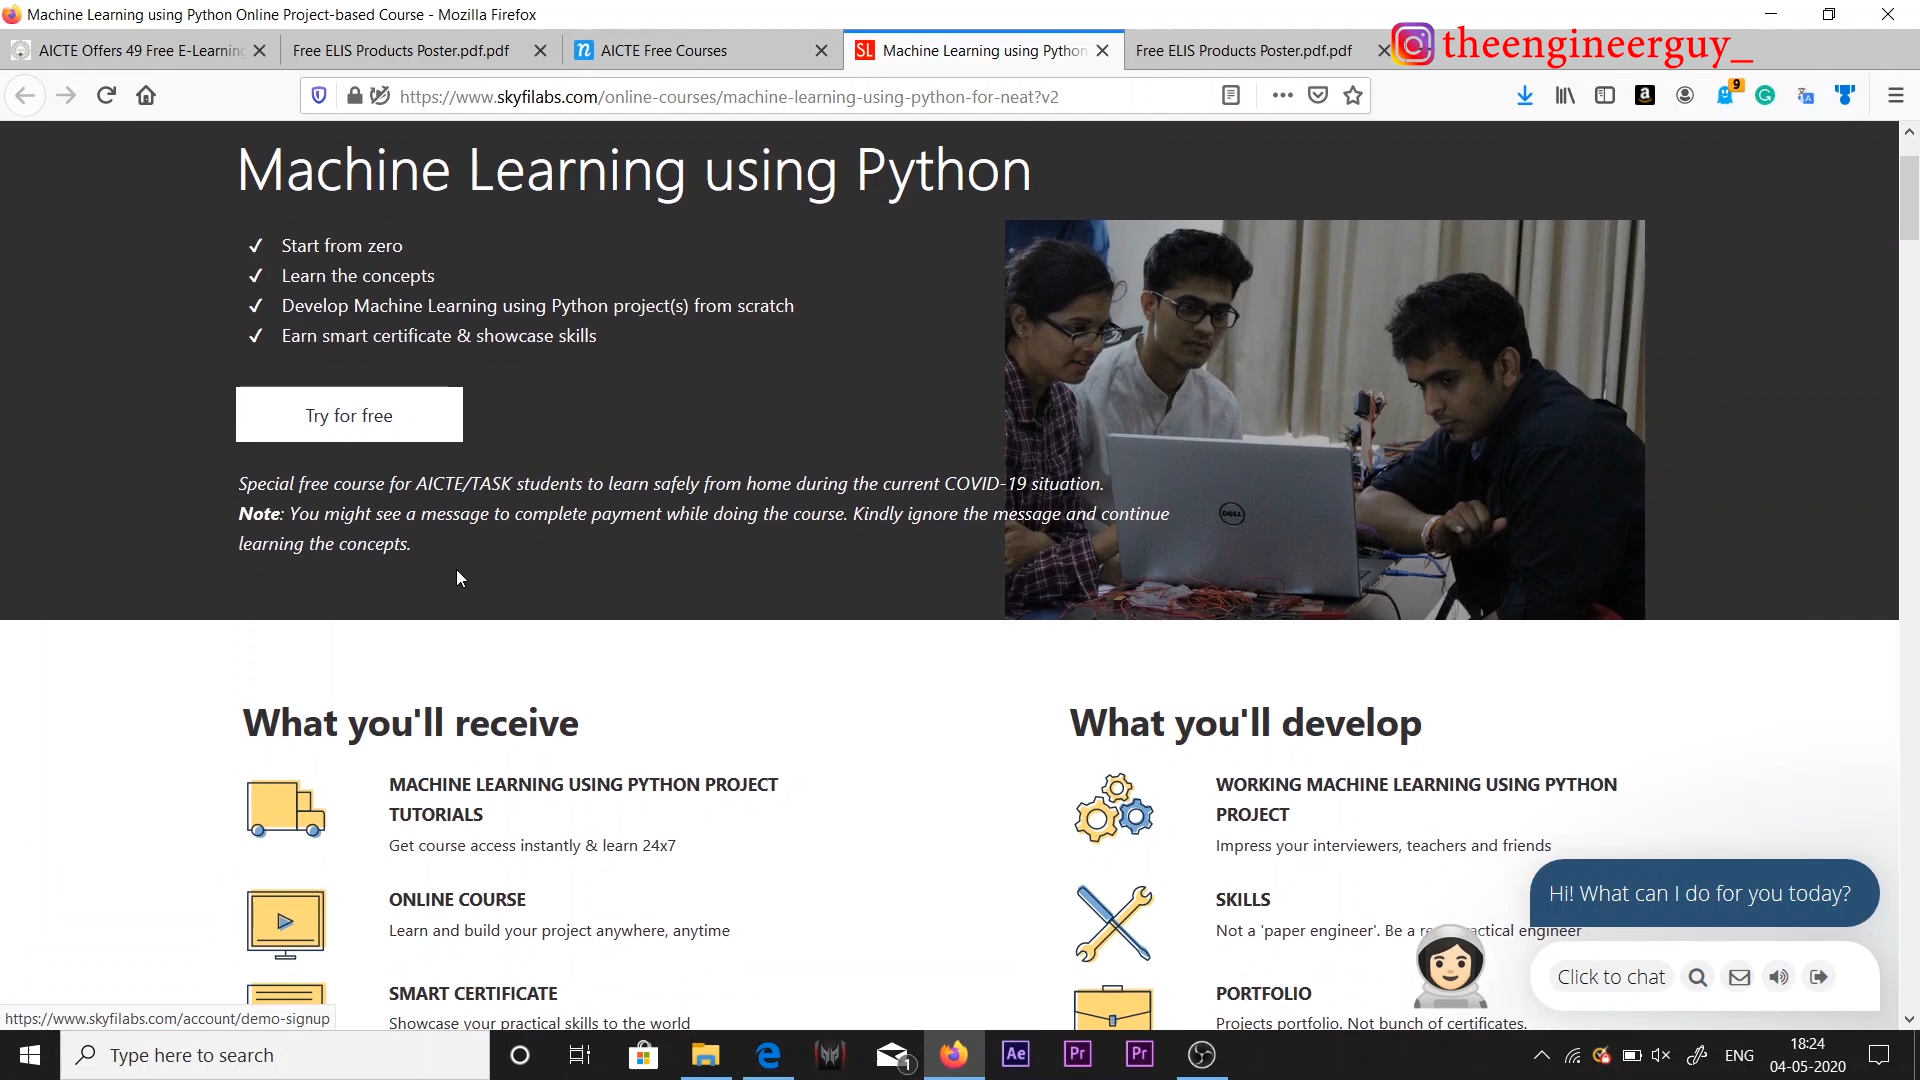 Machine Learning using Python Online Project-based Course - Mozilla Firefox
AICTE Offers 49 Free E-Learning
Free ELIS Products Poster.pdf.pdf
AICTE Free Courses
SL Machine Learning using Python
Free ELIS Products Poster.pdf.pdf
theengineerguy_
https://www.skyfilabs.com/online-courses/machine-learning-using-python-for-neat?v2
9
Machine Learning using Python
Start from zero
Learn the concepts
Develop Machine Learning using Python project(s) from scratch
Earn smart certificate & showcase skills
Try for free
Special free course for AICTE/TASK students to learn safely from home during the current COVID-19 situation.
Note: You might see a message to complete payment while doing the course. Kindly ignore the message and continue
learning the concepts.
DELL
What you'll receive
MACHINE LEARNING USING PYTHON PROJECT
TUTORIALS
Get course access instantly & learn 24x7
ONLINE COURSE
Learn and build your project anywhere, anytime
SMART CERTIFICATE
Showcase your practical skills to the world
What you'll develop
WORKING MACHINE LEARNING USING PYTHON
PROJECT
Impress your interviewers, teachers and friends
SKILLS
Not a 'paper engineer'. Be a practical engineer
PORTFOLIO
Projects portfolio. Not bunch of certificates.
Hi! What can I do for you today?
Click to chat
https://www.skyfilabs.com/account/demo-signup
Type here to search
1
Ae
Pr
Pr
ENG
18:24
04-05-2020